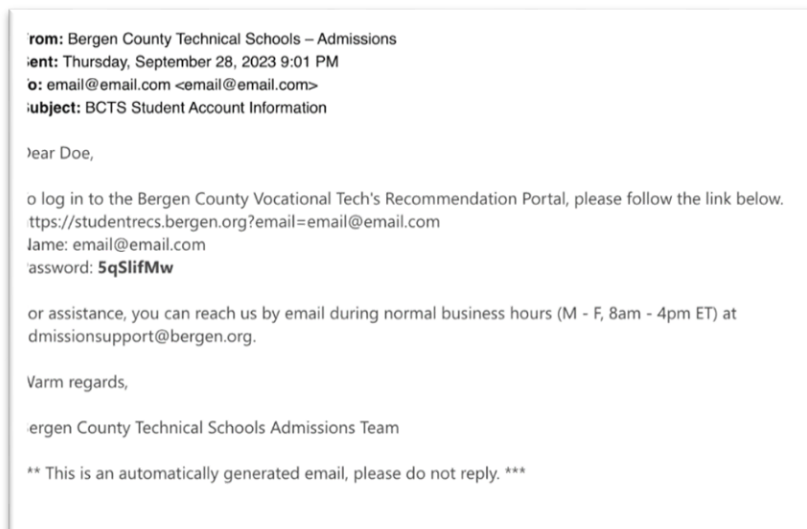 rom: Bergen County Technical Schools – Admissions
ent: Thursday, September 28, 2023 9:01 PM
o: email@email.com <email@email.com>
ubject: BCTS Student Account Information
ear Doe,
o log in to the Bergen County Vocational Tech's Recommendation Portal, please follow the link below.
ttps://studentrecs.bergen.org?email=email@email.com
ame: email@email.com
assword: 5qSlifMw
or assistance, you can reach us by email during normal business hours (M - F, 8am - 4pm ET) at
dmissionsupport@bergen.org.
Warm regards,
ergen County Technical Schools Admissions Team
** This is an automatically generated email, please do not reply. ***